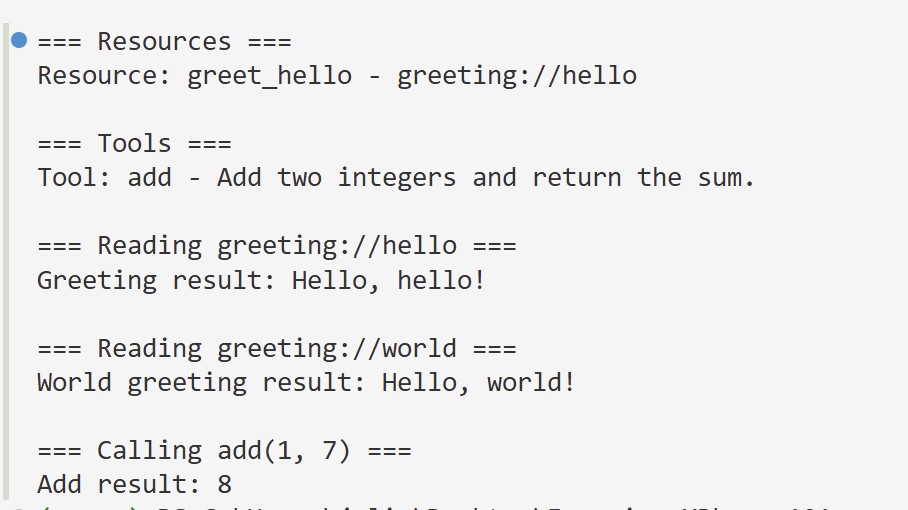 === Resources ===
Resource: greet_hello - greeting://hello
=== Tools ===
Tool: add - Add two integers and return the sum.
=== Reading greeting://hello ===
Greeting result: Hello, hello!
=== Reading greeting://world ===
World greeting result: Hello, world!
=== Calling add(1, 7) ===
Add result: 8